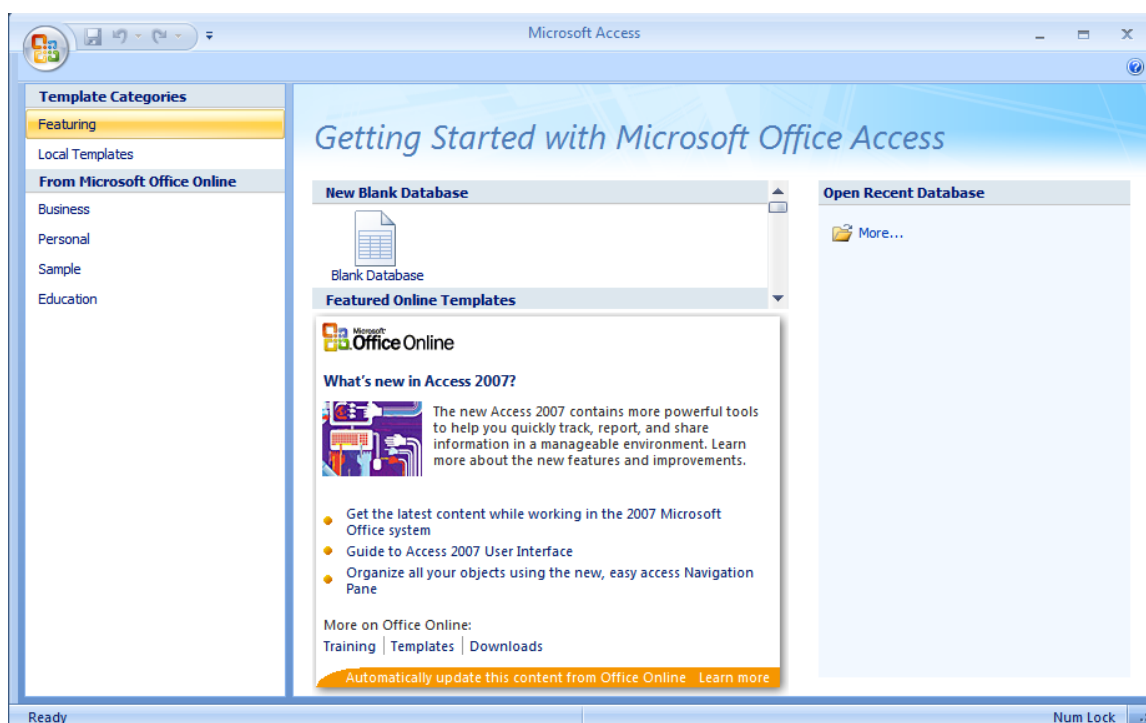 Microsoft Access
Template Categories
Featuring
Local Templates
From Microsoft Office Online
Business
Personal
Sample
Education
Getting Started with Microsoft Office Access
New Blank Database
Blank Database
Featured Online Templates
Microsoft
Office Online
What's new in Access 2007?
The new Access 2007 contains more powerful tools
to help you quickly track, report, and share
information in a manageable environment. Learn
more about the new features and improvements.
Get the latest content while working in the 2007 Microsoft
Office system
Guide to Access 2007 User Interface
Organize all your objects using the new, easy access Navigation
Pane
More on Office Online:
Training | Templates | Downloads
Automatically update this content from Office Online Learn more
Open Recent Database
More...
Ready
Num Lock